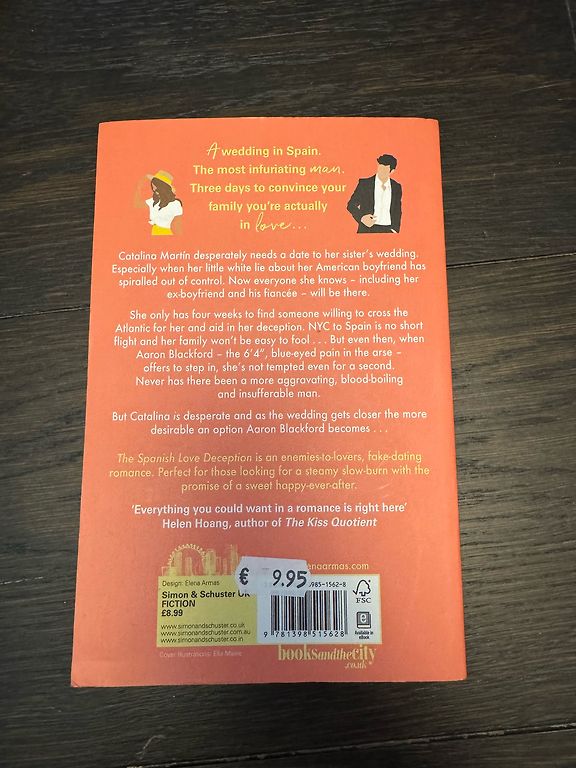 A wedding in Spain.
The most infuriating man.
Three days to convince your
family you're actually
in love...
Catalina Martín desperately needs a date to her sister's wedding.
Especially when her little white lie about her American boyfriend has
spiralled out of control. Now everyone she knows – including her
ex-boyfriend and his fiancée – will be there.
She only has four weeks to find someone willing to cross the
Atlantic for her and aid in her deception. NYC to Spain is no short
flight and her family won't be easy to fool . . . But even then, when
Aaron Blackford – the 6'4", blue-eyed pain in the arse –
offers to step in, she's not tempted even for a second.
Never has there been a more aggravating, blood-boiling
and insufferable man.
But Catalina is desperate and as the wedding gets closer the more
desirable an option Aaron Blackford becomes . . .
The Spanish Love Deception is an enemies-to-lovers, fake-dating
romance. Perfect for those looking for a steamy slow-burn with the
promise of a sweet happy-ever-after.
'Everything you could want in a romance is right here'
Helen Hoang, author of The Kiss Quotient
enaarmas.com
€ 9.95
Design: Elena Armas
985-1562-8
Simon & Schuster UK
FICTION
£8.99
www.simonandschuster.co.uk
www.simonandschuster.com.au
www.simonandschuster.co.in
9 781398 515628
FSC
Available in
eBook
Cover Illustrations: Ella Maine
booksandthecity
.co.uk